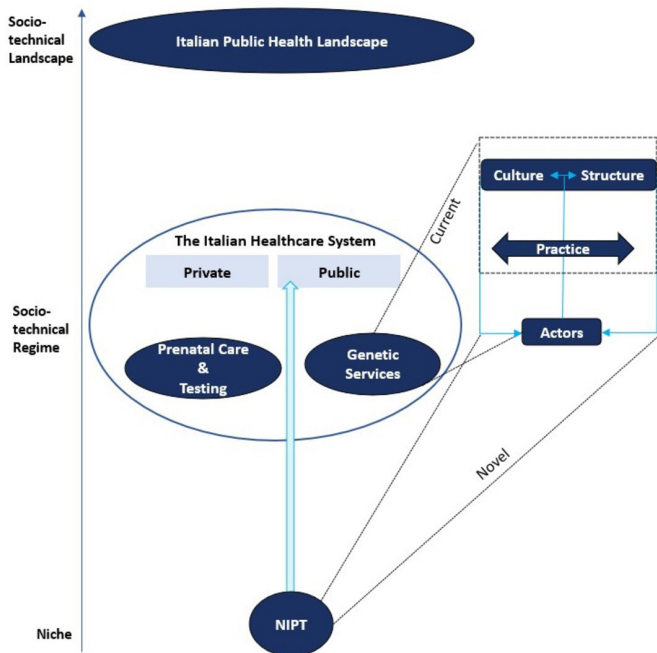 Socio-
technical
Landscape
Italian Public Health Landscape
Culture
Structure
Current
Practice
The Italian Healthcare System
Private
Public
Socio-
technical
Regime
Prenatal Care
&
Testing
Genetic
Services
Actors
Novel
NIPT
Niche